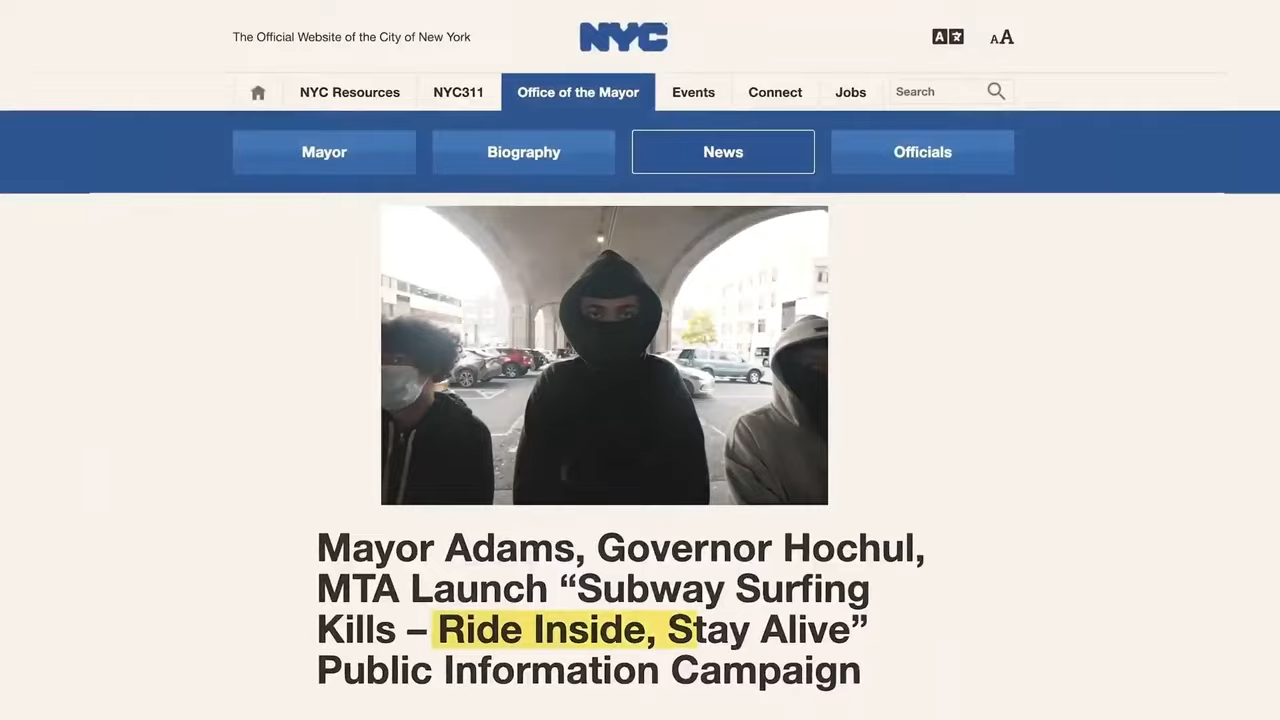 The Official Website of the City of New York
NYC
A
AA
NYC Resources
NYC311
Office of the Mayor
Events
Connect
Jobs
Search
Mayor
Biography
News
Officials
Mayor Adams, Governor Hochul,
MTA Launch “Subway Surfing
Kills – Ride Inside, Stay Alive”
Public Information Campaign